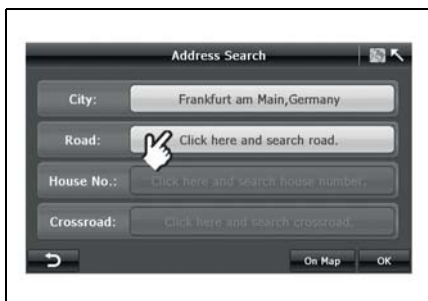 Address Search
City: Frankfurt am Main,Germany
Road: Click here and search road.
House No.: Click here and search house number.
Crossroad: Click here and search crossroad.
On Map OK